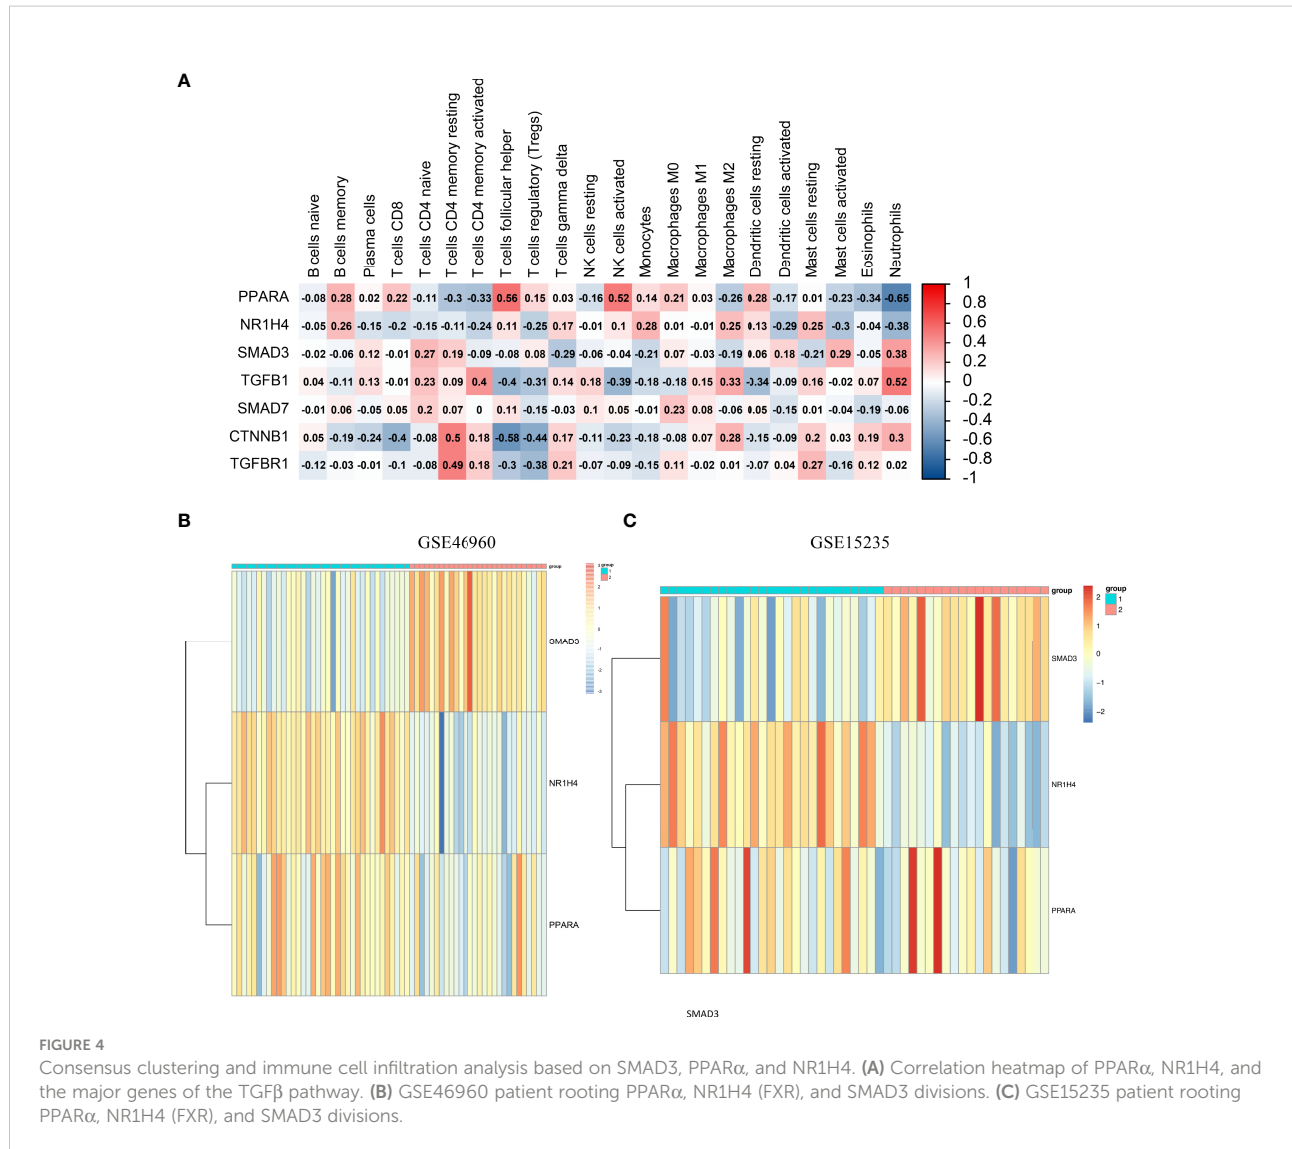 A
B cells naive
B cells memory
Plasma cells
T cells CD8
T cells CD4 naive
T cells CD4 memory resting
T cells CD4 memory activated
T cells follicular helper
T cells regulatory (Tregs)
T cells gamma delta
NK cells resting
NK cells activated
Monocytes
Macrophages M0
Macrophages M1
Macrophages M2
Dendritic cells resting
Dendritic cells activated
Mast cells resting
Mast cells activated
Eosinophils
Neutrophils
PPARA -0.08 0.28 0.02 0.22 -0.11 -0.3 -0.33 0.56 0.15 0.03 -0.16 0.52 0.14 0.21 0.03 -0.26 0.28 -0.17 0.01 -0.23 -0.34 -0.65
NR1H4 -0.05 0.26 -0.15 -0.2 -0.15 -0.11 -0.24 0.11 -0.25 0.17 -0.01 0.1 0.28 0.01 -0.01 0.25 0.13 -0.29 0.25 -0.3 -0.04 -0.38
SMAD3 -0.02 -0.06 0.12 -0.01 0.27 0.19 -0.09 -0.08 0.08 -0.29 -0.06 -0.04 -0.21 0.07 -0.03 -0.19 0.06 0.18 -0.21 0.29 -0.05 0.38
TGFB1 0.04 -0.11 0.13 -0.01 0.23 0.09 0.4 -0.4 -0.31 0.14 0.18 -0.39 -0.18 -0.18 0.15 0.33 -0.34 -0.09 0.16 -0.02 0.07 0.52
SMAD7 -0.01 0.06 -0.05 0.05 0.2 0.07 0 0.11 -0.15 -0.03 0.1 0.05 -0.01 0.23 0.08 -0.06 0.05 -0.15 0.01 -0.04 -0.19 -0.06
CTNNB1 0.05 -0.19 -0.24 -0.4 -0.08 0.5 0.18 -0.58 -0.44 0.17 -0.11 -0.23 -0.18 -0.08 0.07 0.28 -0.15 -0.09 0.2 0.03 0.19 0.3
TGFBR1 -0.12 -0.03 -0.01 -0.1 -0.08 0.49 0.18 -0.3 -0.38 0.21 -0.07 -0.09 -0.15 0.11 -0.02 0.01 -0.07 0.04 0.27 -0.16 0.12 0.02
1
0.8
0.6
0.4
0.2
0
-0.2
-0.4
-0.6
-0.8
-1
B
GSE46960
group
SMAD3
NR1H4
PPARA
3
2
1
0
-1
-2
-3
group
1
2
C
GSE15235
group
SMAD3
NR1H4
PPARA
2
1
0
-1
-2
group
1
2
SMAD3
FIGURE 4
Consensus clustering and immune cell infiltration analysis based on SMAD3, PPARα, and NR1H4. (A) Correlation heatmap of PPARα, NR1H4, and
the major genes of the TGFβ pathway. (B) GSE46960 patient rooting PPARα, NR1H4 (FXR), and SMAD3 divisions. (C) GSE15235 patient rooting
PPARα, NR1H4 (FXR), and SMAD3 divisions.